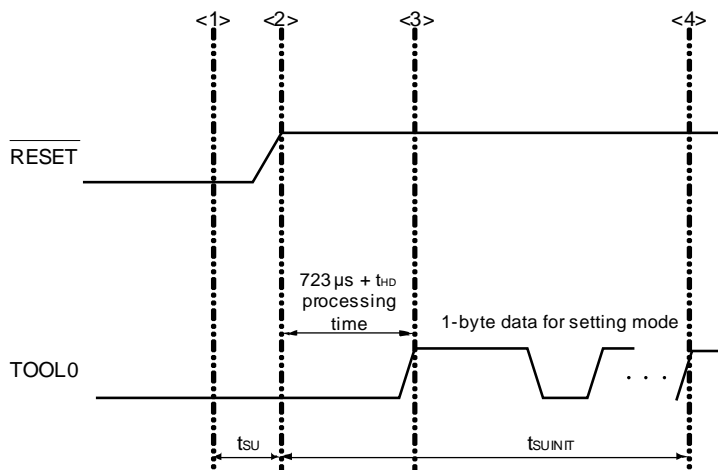 <1> <2> <3> <4>
RESET
723 µs + tHD
processing
time
1-byte data for setting mode
TOOL0
. . .
tSU tSUINIT